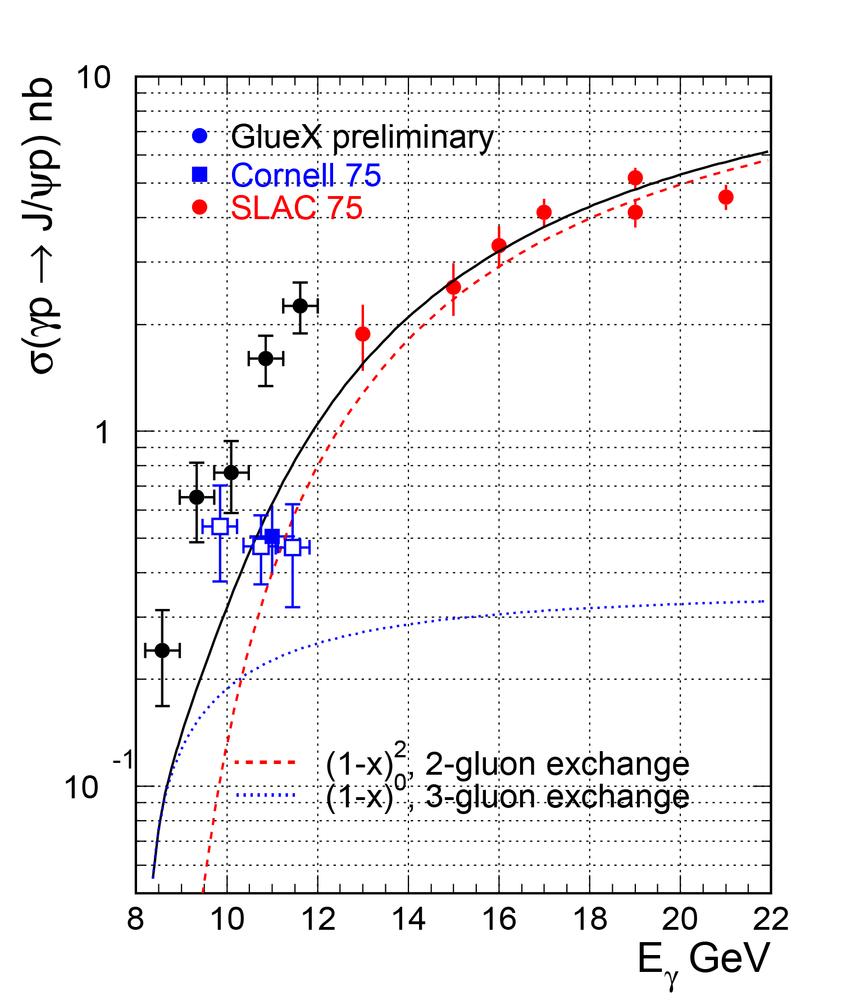 10
σ(γp → J/ψp) nb
GlueX preliminary
Cornell 75
SLAC 75
1
10⁻¹
(1-x)², 2-gluon exchange
(1-x)⁰, 3-gluon exchange
8 10 12 14 16 18 20 22
E_γ GeV